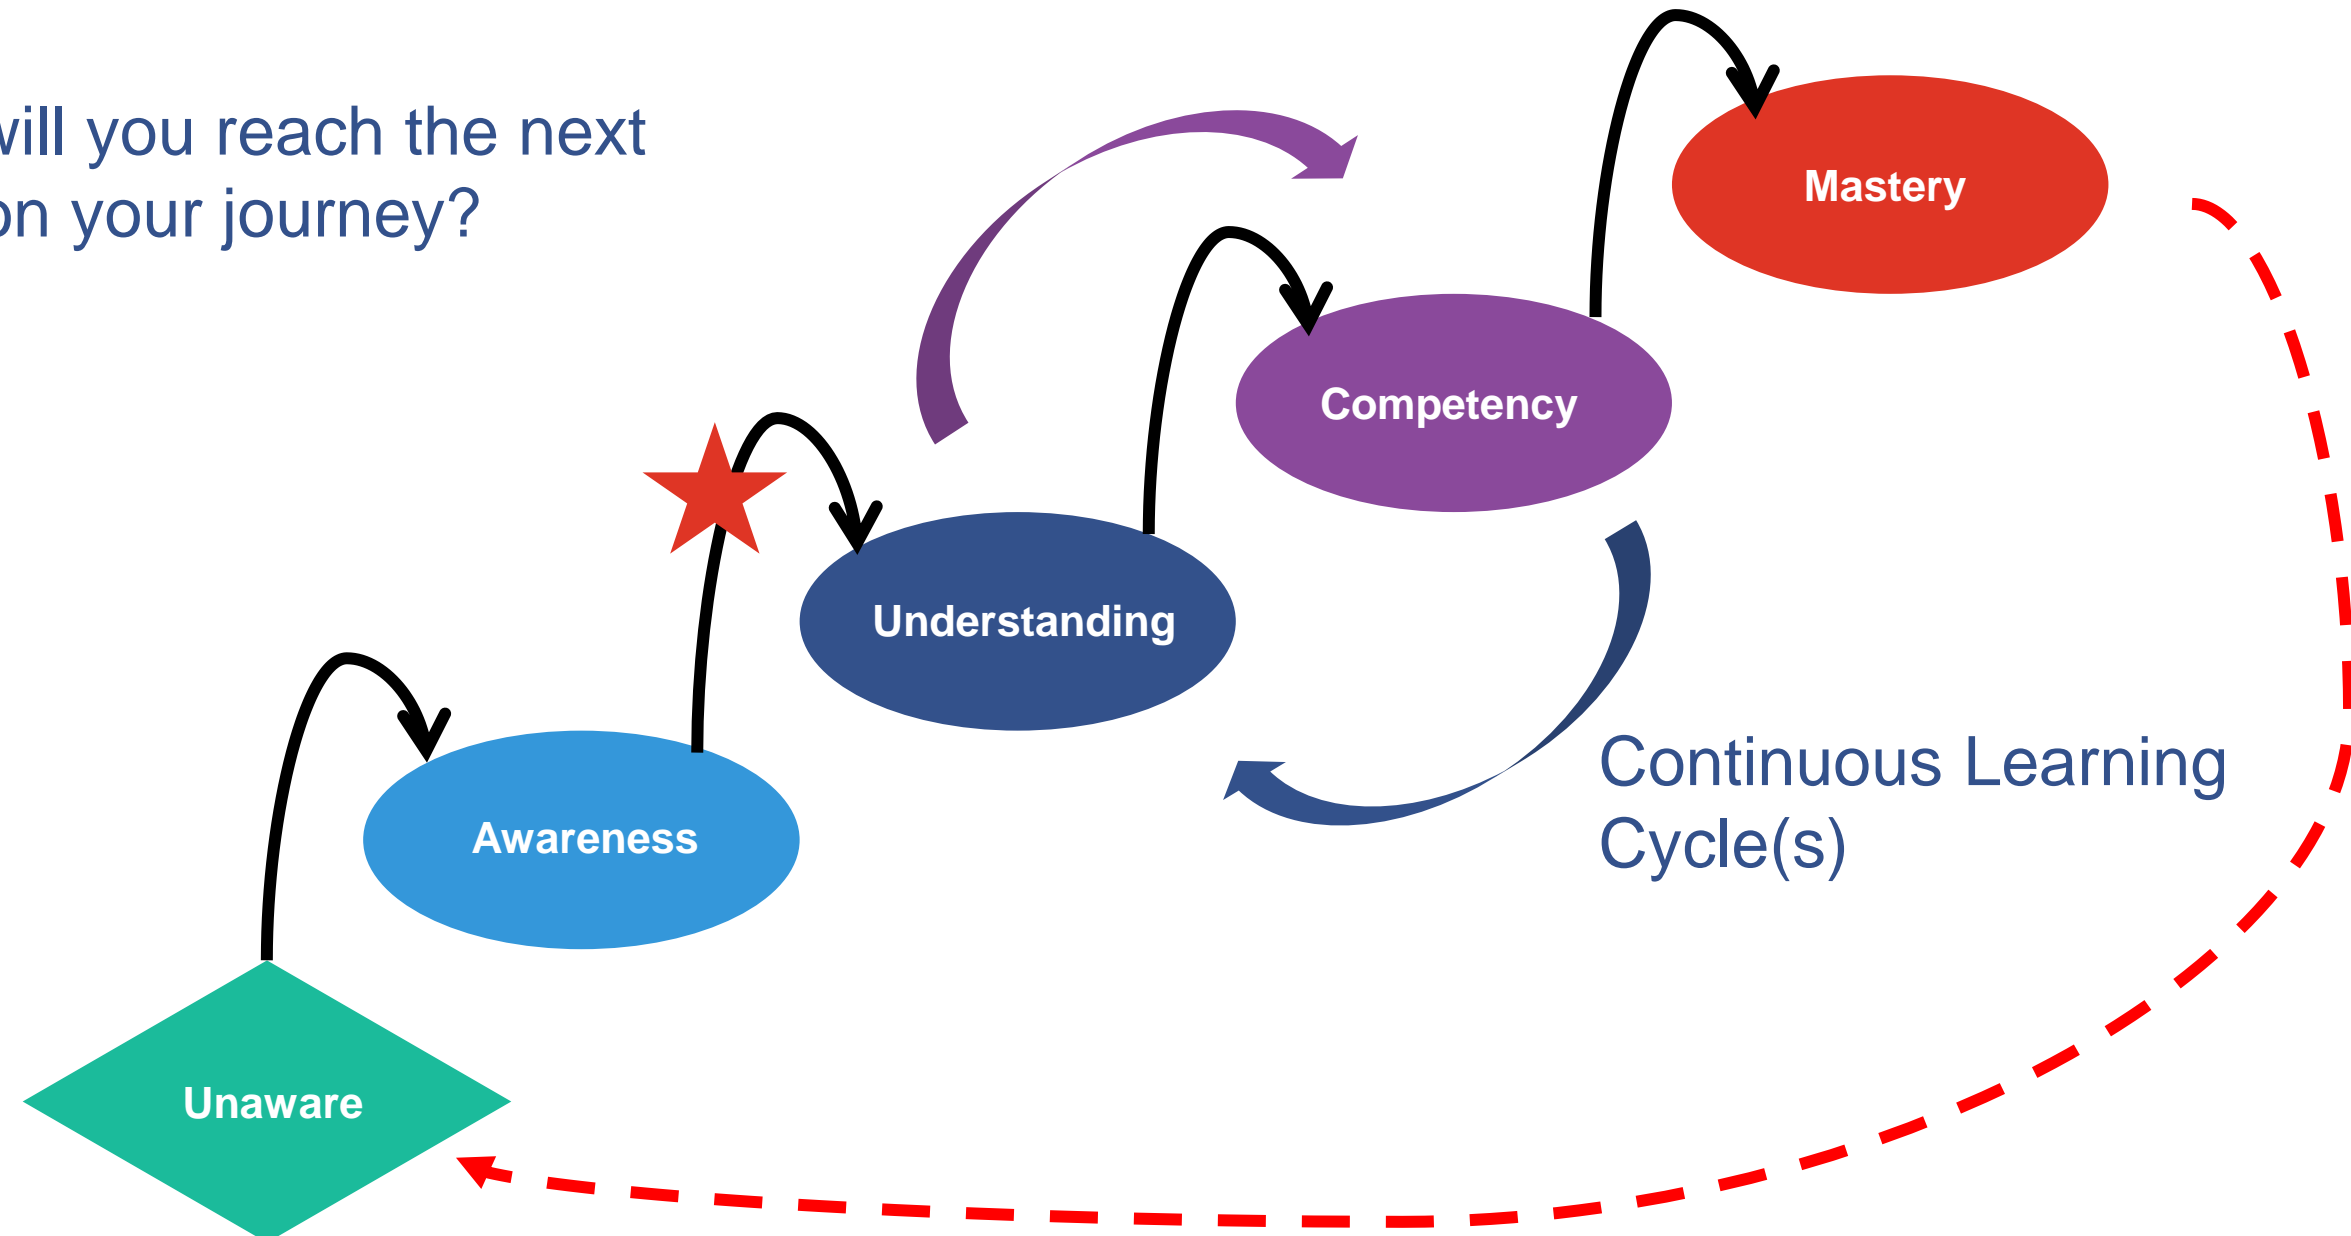 will you reach the next
on your journey?
Mastery
Competency
Understanding
Continuous Learning
Cycle(s)
Awareness
Unaware